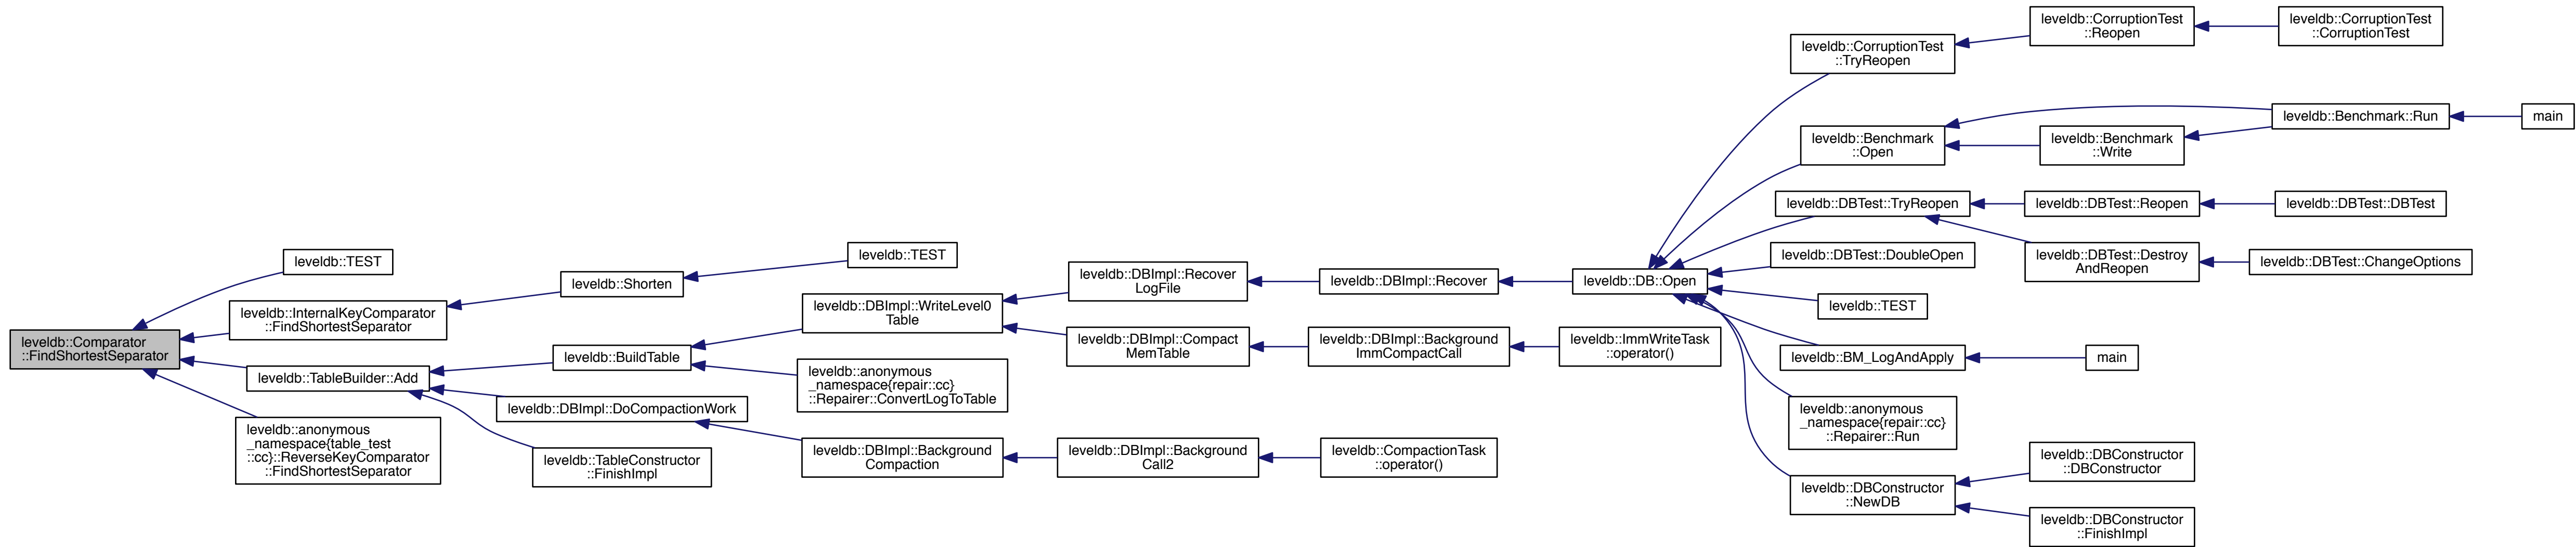 leveldb::Comparator
::FindShortestSeparator
leveldb::TEST
leveldb::InternalKeyComparator
::FindShortestSeparator
leveldb::TableBuilder::Add
leveldb::anonymous
_namespace{table_test
::cc}::ReverseKeyComparator
::FindShortestSeparator
leveldb::Shorten
leveldb::BuildTable
leveldb::DBImpl::DoCompactionWork
leveldb::TableConstructor
::FinishImpl
leveldb::TEST
leveldb::DBImpl::WriteLevel0
Table
leveldb::anonymous
_namespace{repair::cc}
::Repairer::ConvertLogToTable
leveldb::DBImpl::Background
Compaction
leveldb::DBImpl::Recover
LogFile
leveldb::DBImpl::Compact
MemTable
leveldb::DBImpl::Background
Call2
leveldb::DBImpl::Recover
leveldb::DBImpl::Background
ImmCompactCall
leveldb::CompactionTask
::operator()
leveldb::DB::Open
leveldb::ImmWriteTask
::operator()
leveldb::CorruptionTest
::TryReopen
leveldb::Benchmark
::Open
leveldb::DBTest::TryReopen
leveldb::DBTest::DoubleOpen
leveldb::TEST
leveldb::BM_LogAndApply
leveldb::anonymous
_namespace{repair::cc}
::Repairer::Run
leveldb::DBConstructor
::NewDB
leveldb::CorruptionTest
::Reopen
leveldb::Benchmark
::Write
leveldb::DBTest::Reopen
leveldb::DBTest::Destroy
AndReopen
main
leveldb::DBConstructor
::DBConstructor
leveldb::DBConstructor
::FinishImpl
leveldb::CorruptionTest
::CorruptionTest
leveldb::Benchmark::Run
leveldb::DBTest::DBTest
leveldb::DBTest::ChangeOptions
main